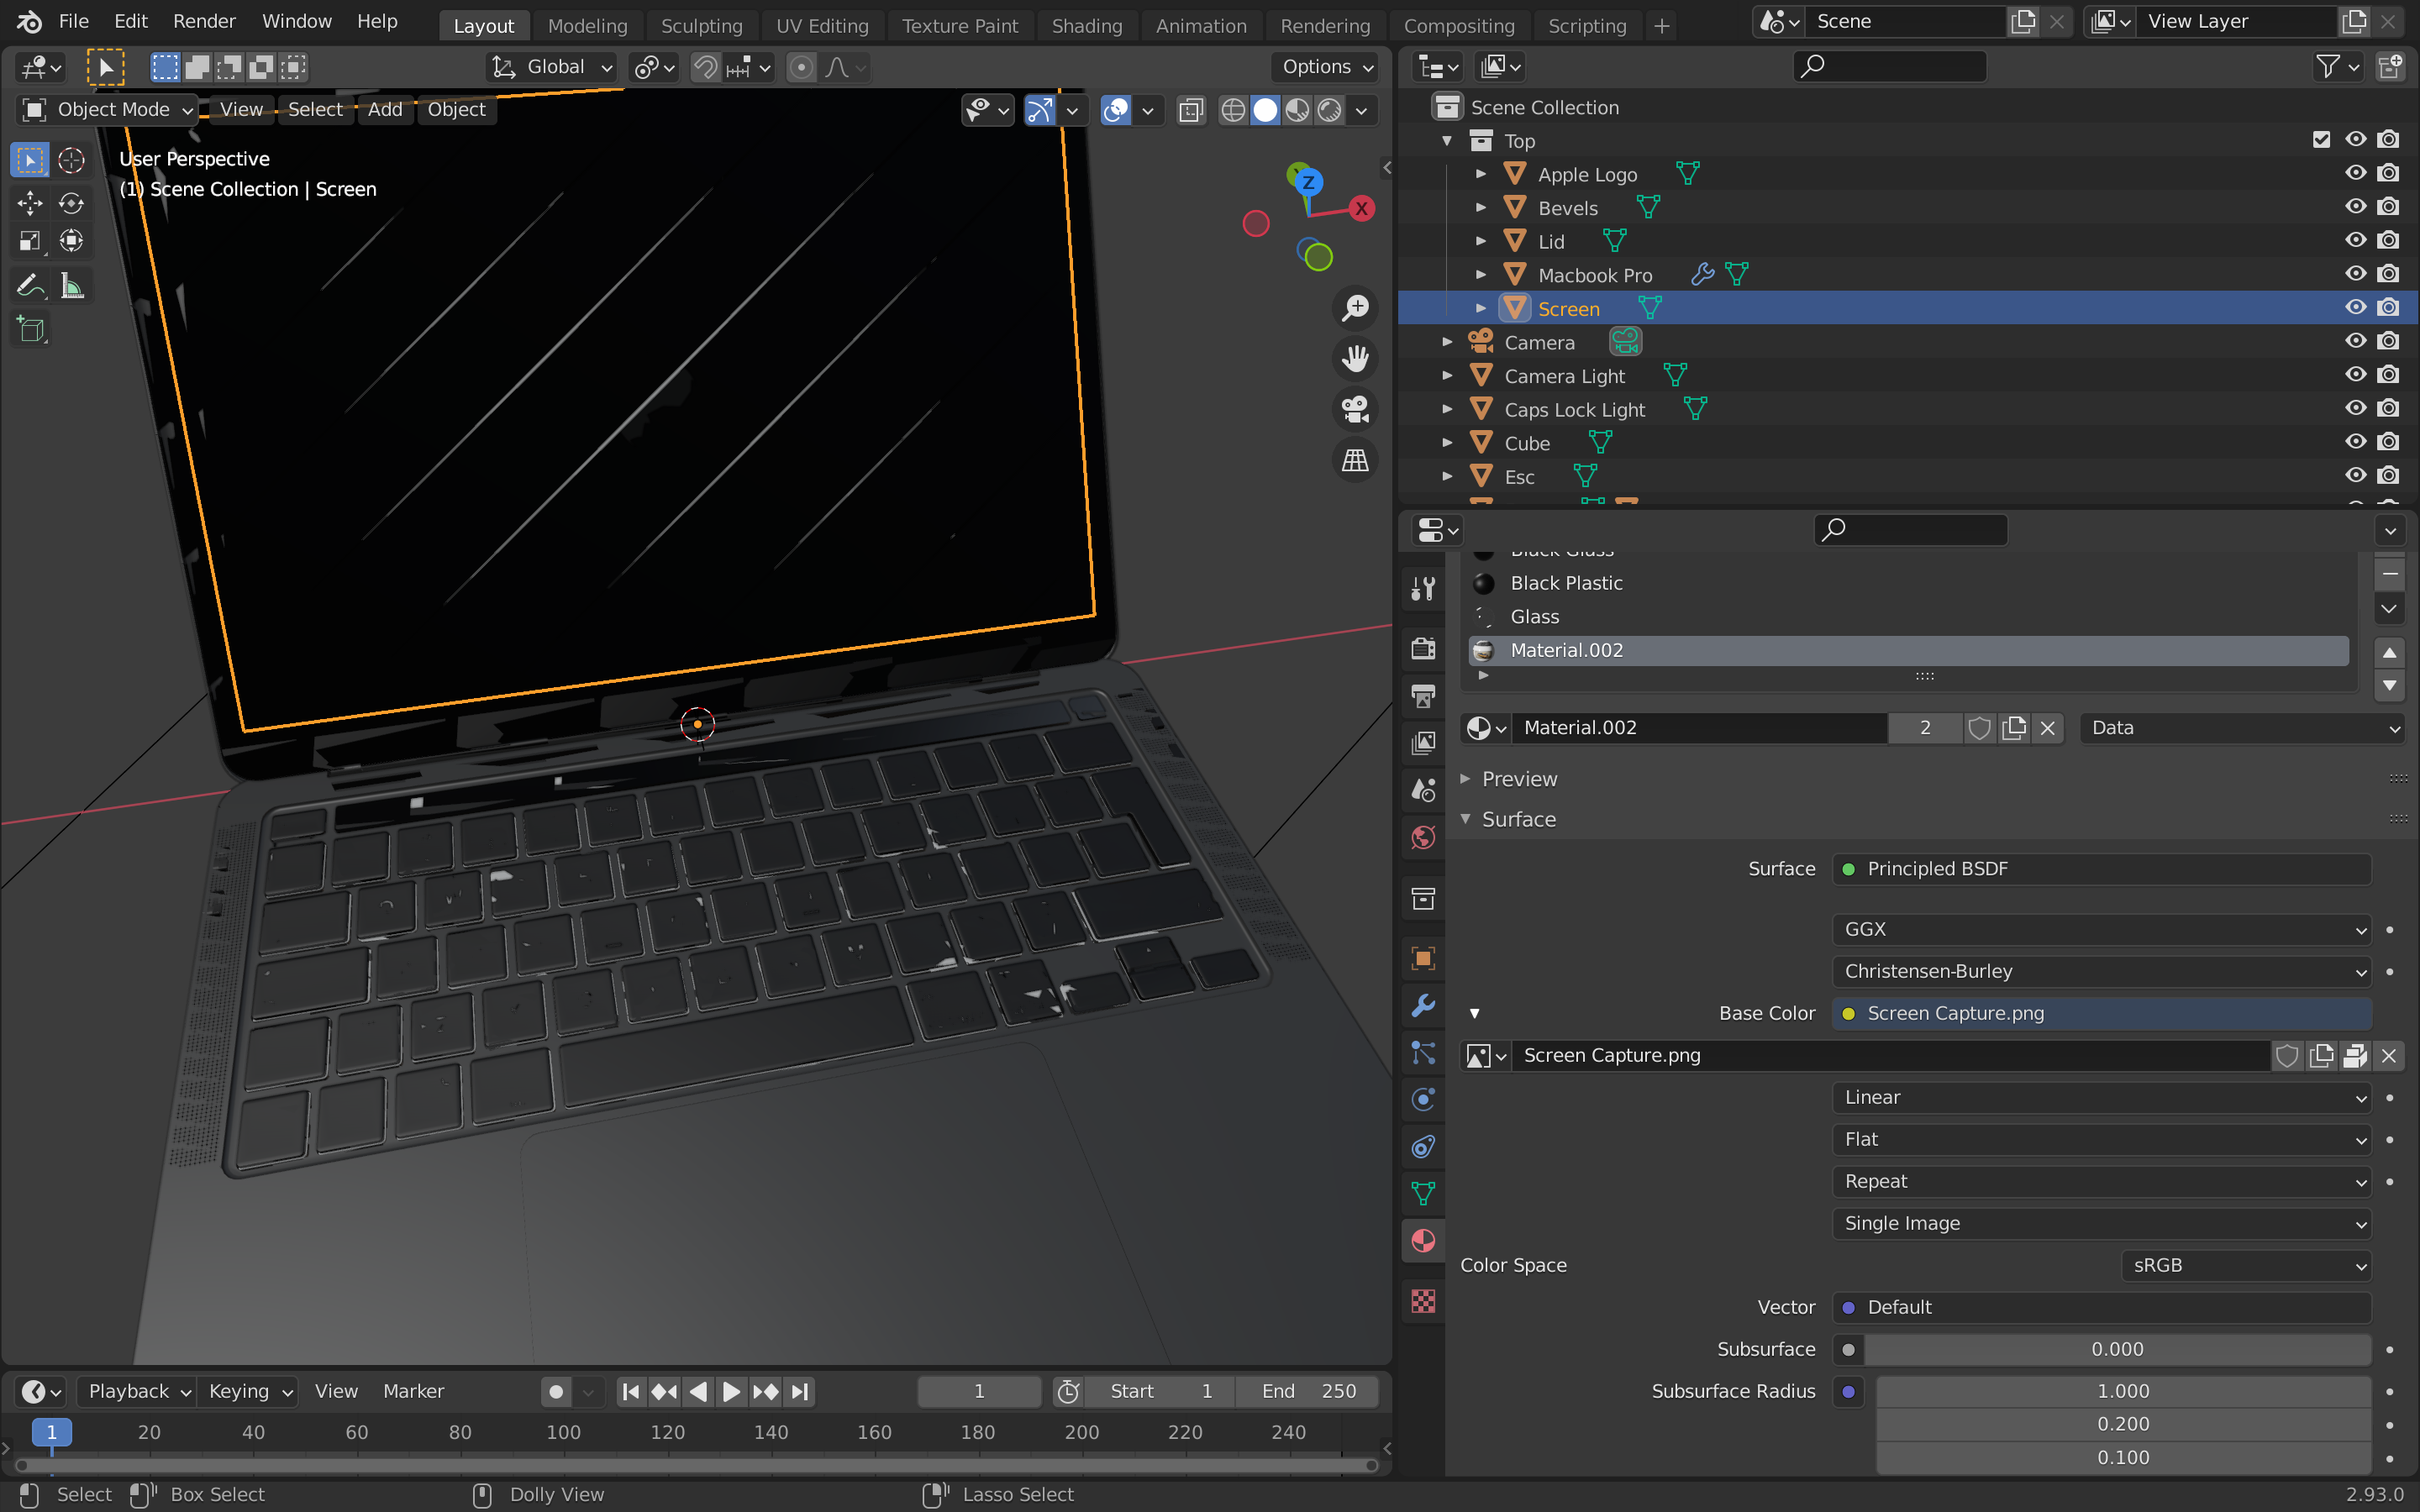 File Edit Render Window Help Layout Modeling Sculpting UV Editing Texture Paint Shading Animation Rendering Compositing Scripting Scene View Layer
Global Options
Object Mode View Select Add Object
User Perspective
(1) Scene Collection | Screen
Z
X
Scene Collection
Top
Apple Logo
Bevels
Lid
Macbook Pro
Screen
Camera
Camera Light
Caps Lock Light
Cube
Esc
Black Glass
Black Plastic
Glass
Material.002
Material.002 2 Data
Preview
Surface
Surface Principled BSDF
GGX
Christensen-Burley
Base Color Screen Capture.png
Screen Capture.png
Linear
Flat
Repeat
Single Image
Color Space sRGB
Vector Default
Subsurface 0.000
Subsurface Radius 1.000
0.200
0.100
Playback Keying View Marker 1 Start 1 End 250
1 20 40 60 80 100 120 140 160 180 200 220 240
Select Box Select Dolly View Lasso Select 2.93.0